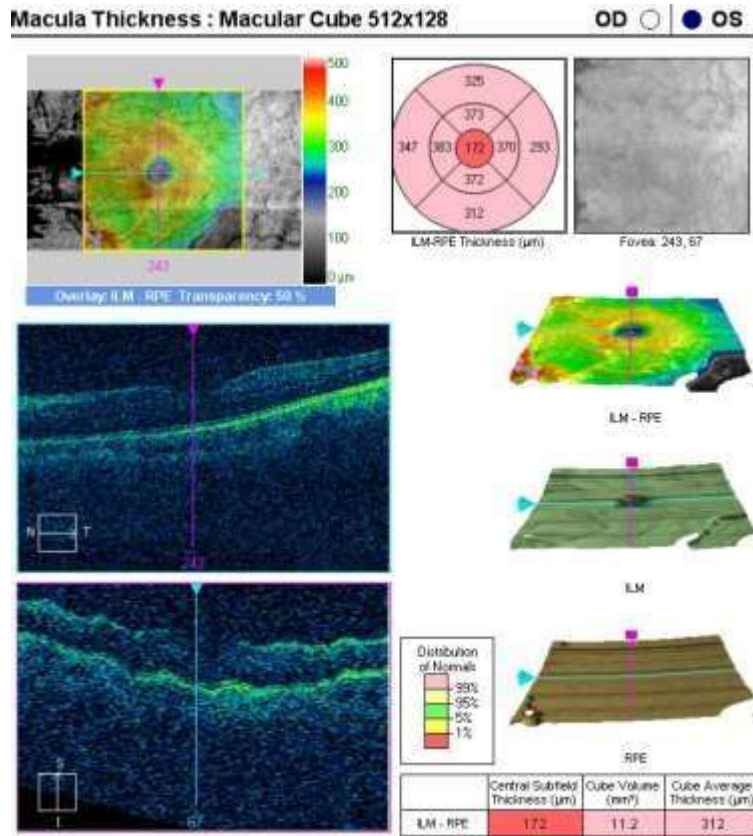 Macula Thickness : Macular Cube 512x128
OD OS
500
400
300
200
100
0 µm
243
Overlay: ILM - RPE Transparency: 50 %
325
373
347 383 172 370 293
372
312
ILM-RPE Thickness (µm)
Fovea: 243, 67
ILM - RPE
N T
243
ILM
Distribution
of Normals
99%
95%
5%
1%
RPE
S
I
67
Central Subfield Thickness (µm) Cube Volume (mm³) Cube Average Thickness (µm)
ILM - RPE 172 11.2 312